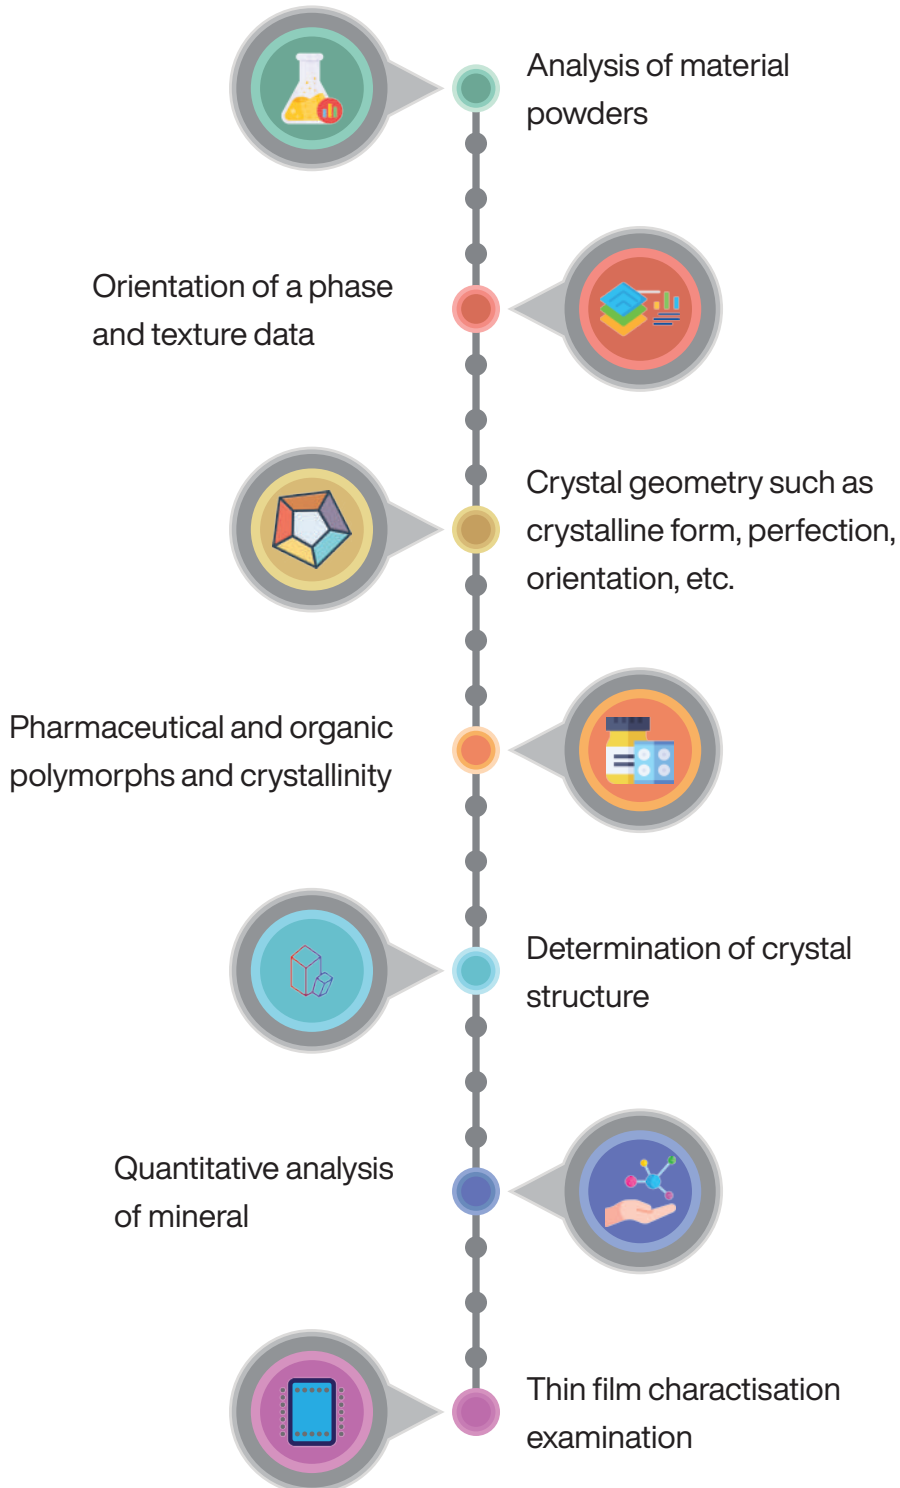 Analysis of material
powders
Orientation of a phase
and texture data
Crystal geometry such as
crystalline form, perfection,
orientation, etc.
Pharmaceutical and organic
polymorphs and crystallinity
Determination of crystal
structure
Quantitative analysis
of mineral
Thin film charactisation
examination